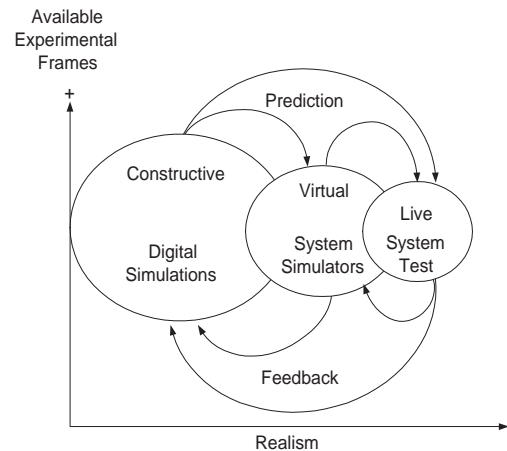 Available
Experimental
Frames
+
Prediction
Constructive
Digital
Simulations
Virtual
System
Simulators
Live
System
Test
Feedback
Realism
+